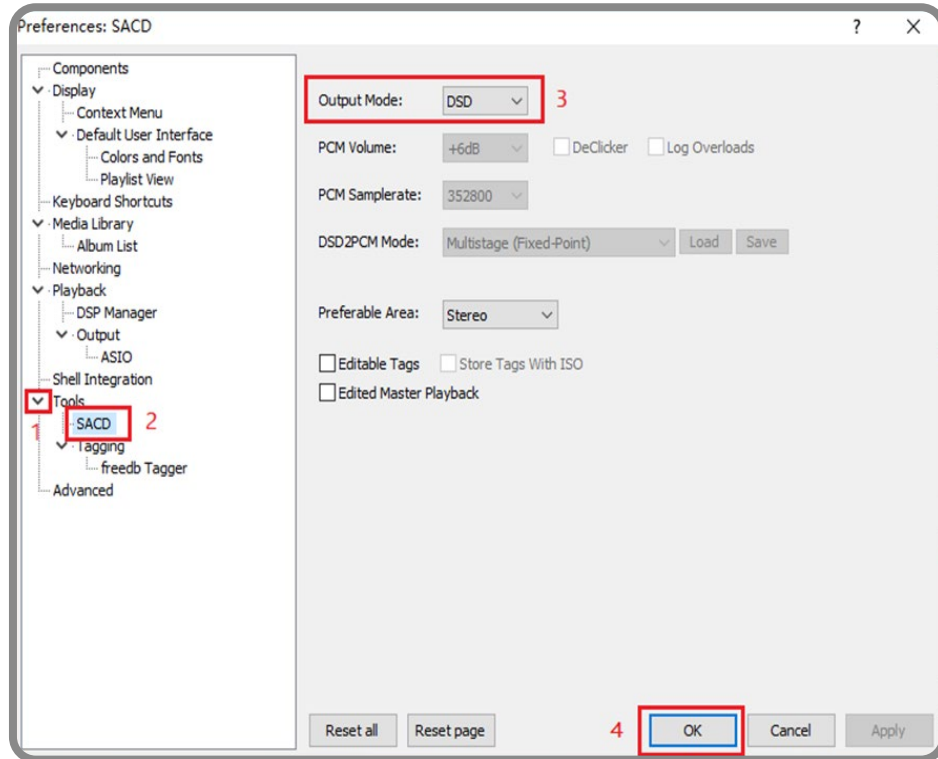 Preferences: SACD ? X
Components
Display
Context Menu
Default User Interface
Colors and Fonts
Playlist View
Keyboard Shortcuts
Media Library
Album List
Networking
Playback
DSP Manager
Output
ASIO
Shell Integration
Tools
1 SACD 2
Tagging
freedb Tagger
Advanced
Output Mode: DSD 3
PCM Volume: +6dB DeClicker Log Overloads
PCM Samplerate: 352800
DSD2PCM Mode: Multistage (Fixed-Point) Load Save
Preferable Area: Stereo
Editable Tags Store Tags With ISO
Edited Master Playback
Reset all Reset page 4 OK Cancel Apply